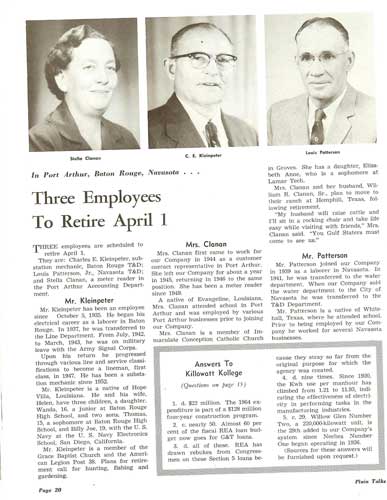 Stella Clanan
C. E. Kleinpeter
Louis Patterson
In Port Arthur, Baton Rouge, Navasota . . .
Three Employees
To Retire April 1
THREE employees are scheduled to
retire April 1.
They are: Charles E. Kleinpeter, sub-
station mechanic, Baton Rouge T&D;
Louis Patterson, Jr., Navasota T&D;
and Stella Clanan, a meter reader in
the Port Arthur Accounting Depart-
ment.
Mr. Kleinpeter
Mr. Kleinpeter has been an employee
since October 5, 1925. He began his
electrical career as a laborer in Baton
Rouge. In 1937, he was transferred to
the Line Department. From July, 1942,
to March, 1943, he was on military
leave with the Army Signal Corps.
Upon his return he progressed
through various line and service classi-
fications to become a lineman, first
class, in 1947. He has been a substa-
tion mechanic since 1952.
Mr. Kleinpeter is a native of Hope
Villa, Louisiana. He and his wife,
Helen, have three children, a daughter,
Wanda, 16, a junior at Baton Rouge
High School, and two sons, Thomas,
15, a sophomore at Baton Rouge High
School, and Billy Joe, 19, with the U. S.
Navy at the U. S. Navy Electronics
School, San Diego, California.
Mr. Kleinpeter is a member of the
Grace Baptist Church and the Ameri-
can Legion Post 38. Plans for retire-
ment call for hunting, fishing and
gardening.
Mrs. Clanan
Mrs. Clanan first came to work for
our Company in 1944 as a customer
service representative in Port Arthur.
She left our Company for about a year
in 1945, returning in 1946 to the same
position. She has been a meter reader
since 1949.
A native of Evangeline, Louisiana,
Mrs. Clanan attended school in Port
Arthur and was employed by various
Port Arthur businesses prior to joining
our Company.
Mrs. Clanan is a member of Im-
maculate Conception Catholic Church
in Groves. She has a daughter, Eliza-
beth Anne, who is a sophomore at
Lamar Tech.
Mrs. Clanan and her husband, Wil-
liam R. Clanan, Sr., plan to move to
their ranch at Hemphill, Texas, fol-
lowing retirement.
"My husband will raise cattle and
I'll sit in a rocking chair and take life
easy while visiting with friends," Mrs.
Clanan said. "You Gulf Staters must
come to see us."
Mr. Patterson
Mr. Patterson joined our Company
in 1939 as a laborer in Navasota. In
1941, he was transferred to the water
department. When our Company sold
the water department to the City of
Navasota he was transferred to the
T&D Department.
Mr. Patterson is a native of White-
hall, Texas, where he attended school.
Prior to being employed by our Com-
pany he worked for several Navasota
businesses.
Answers To
Killowatt Kollege
(Questions on page 15)
1. d. $22 million. The 1964 ex-
penditure is part of a $128 million
four-year construction program.
2. c. nearly 50. Almost 60 per
cent of the fiscal REA loan bud-
get now goes for G&T loans.
3. d. all of these. REA has
drawn rebukes from Congress-
men on these Section 5 loans be-
cause they stray so far from the
original purpose for which the
agency was created.
4. d. nine times. Since 1920,
the Kwh use per manhour has
climbed from 1.21 to 11.93, indi-
cating the effectiveness of electri-
city in performing tasks in the
manufacturing industries.
5. c. 29. Willow Glen Number
Two, a 220,000-kilowatt unit, is
the 29th added to our Company's
system since Neches Number
One began operating in 1926.
(Sources for these answers will
be furnished upon request.)
Page 20
Plain Talks